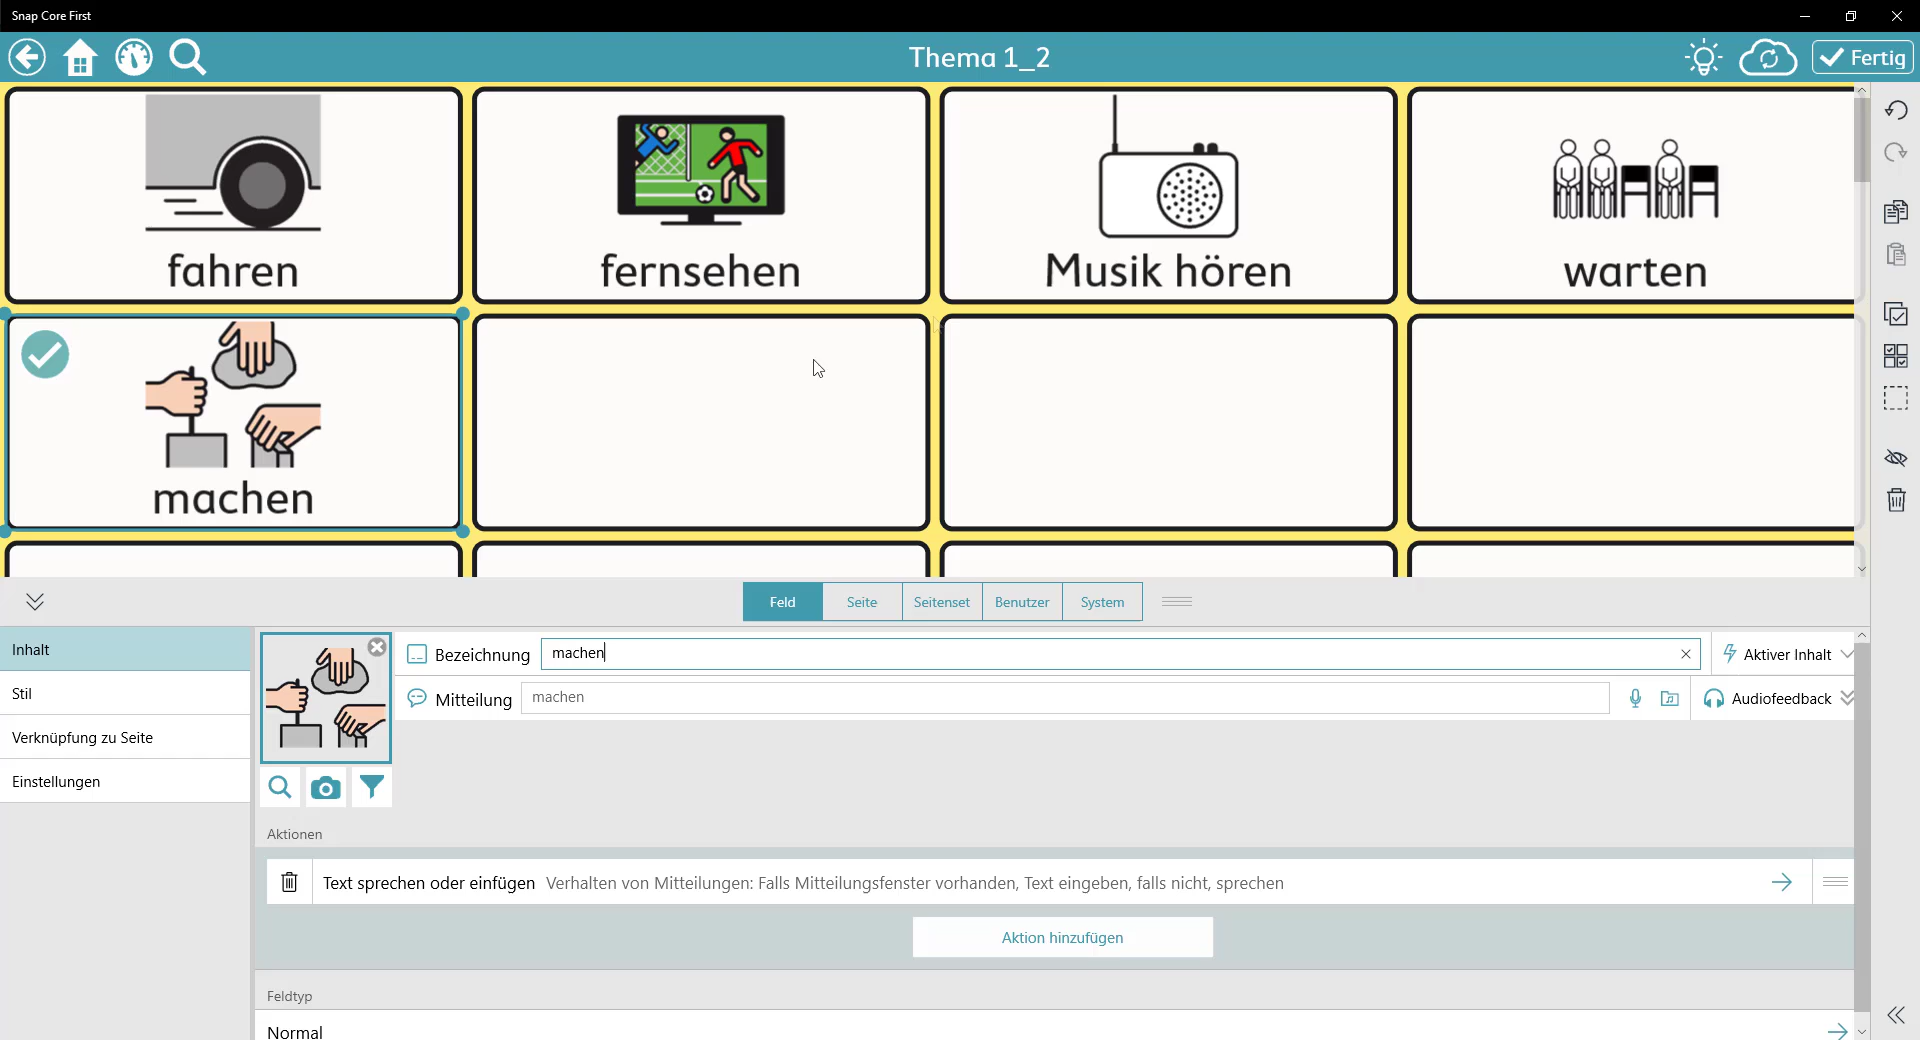 Snap Core First
Thema 1_2
Fertig
fahren
fernsehen
Musik hören
warten
machen
Feld
Seite
Seitenset
Benutzer
System
Inhalt
Stil
Verknüpfung zu Seite
Einstellungen
Bezeichnung
machen
Aktiver Inhalt
Mitteilung
machen
Audiofeedback
Aktionen
Text sprechen oder einfügen Verhalten von Mitteilungen: Falls Mitteilungsfenster vorhanden, Text eingeben, falls nicht, sprechen
Aktion hinzufügen
Feldtyp
Normal